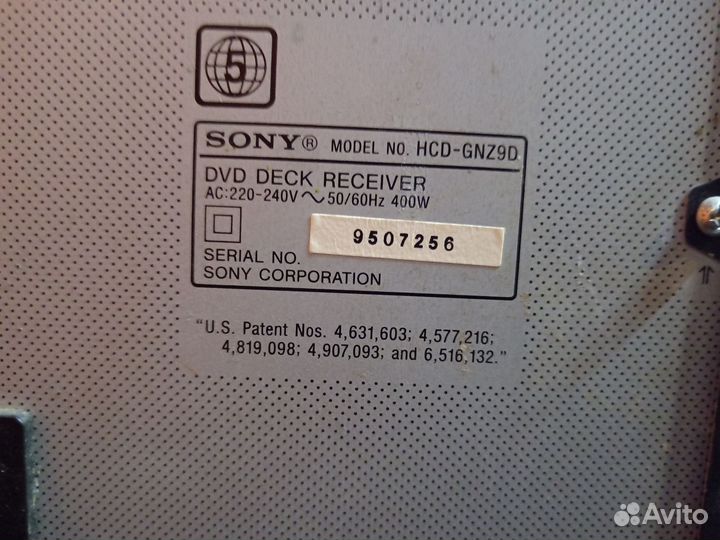 5
SONY® MODEL NO. HCD-GNZ9D
DVD DECK RECEIVER
AC:220-240V ~ 50/60Hz 400W
9507256
SERIAL NO.
SONY CORPORATION
"U.S. Patent Nos. 4,631,603; 4,577,216;
4,819,098; 4,907,093; and 6,516,132."
Avito